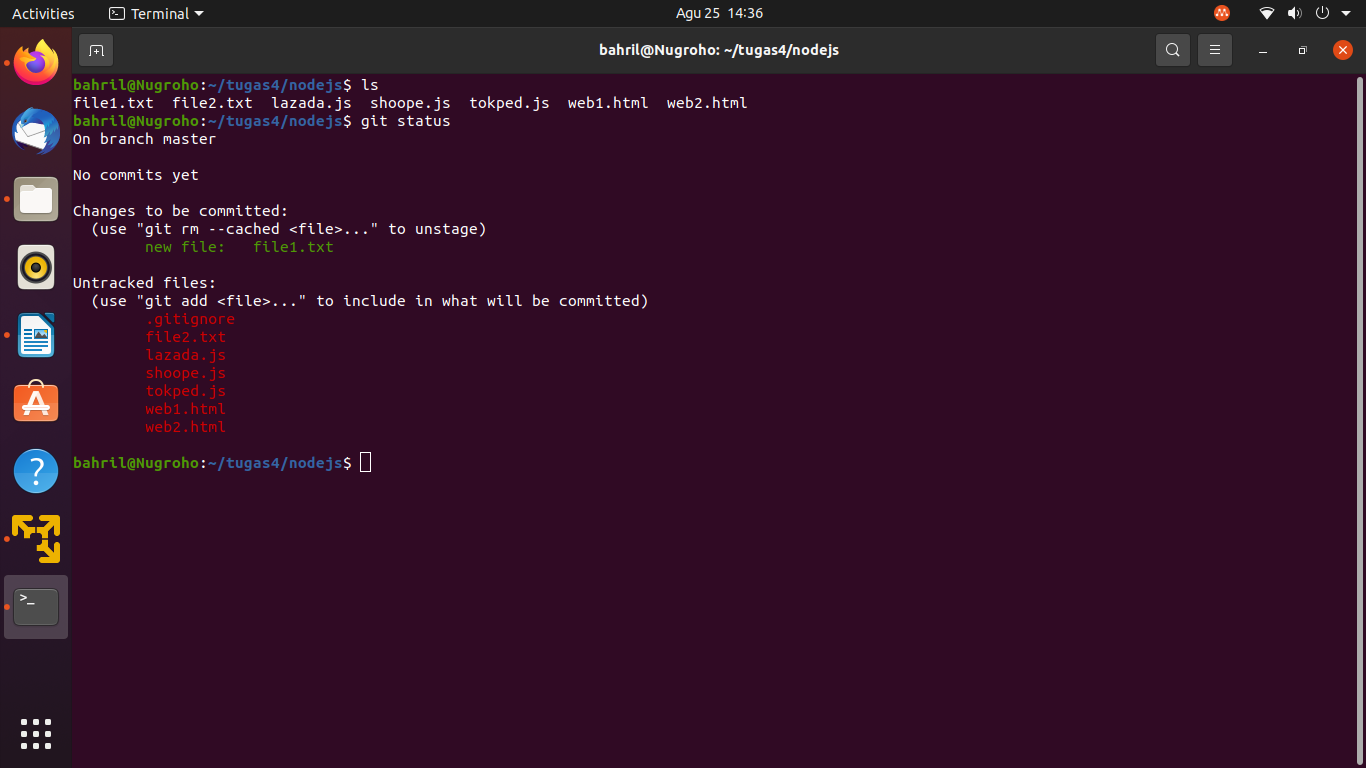 Activities Terminal Agu 25 14:36
bahril@Nugroho: ~/tugas4/nodejs
bahril@Nugroho:~/tugas4/nodejs$ ls
file1.txt  file2.txt  lazada.js  shoope.js  tokped.js  web1.html  web2.html
bahril@Nugroho:~/tugas4/nodejs$ git status
On branch master
No commits yet
Changes to be committed:
  (use "git rm --cached <file>..." to unstage)
        new file:   file1.txt
Untracked files:
  (use "git add <file>..." to include in what will be committed)
        .gitignore
        file2.txt
        lazada.js
        shoope.js
        tokped.js
        web1.html
        web2.html
bahril@Nugroho:~/tugas4/nodejs$